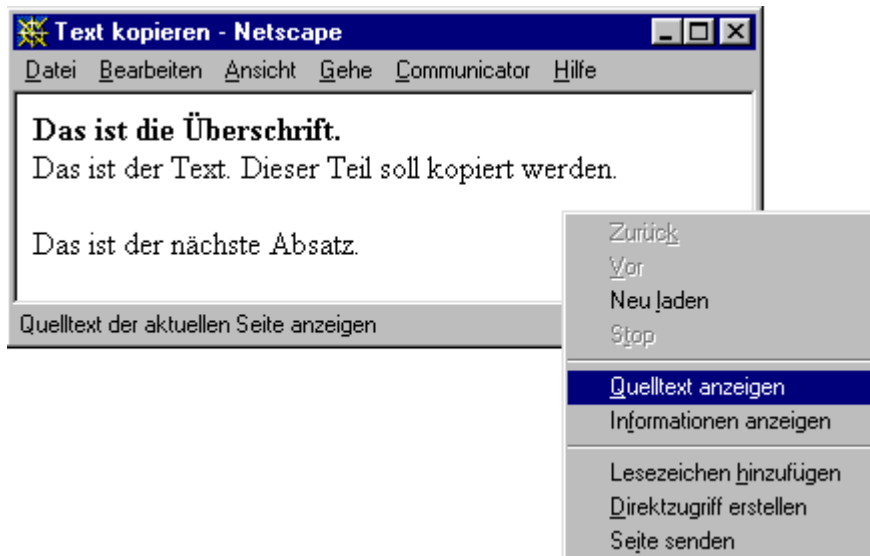 Text kopieren - Netscape
Datei Bearbeiten Ansicht Gehe Communicator Hilfe
Das ist die Überschrift.
Das ist der Text. Dieser Teil soll kopiert werden.
Das ist der nächste Absatz.
Quelltext der aktuellen Seite anzeigen
Zurück
Vor
Neu laden
Stop
Quelltext anzeigen
Informationen anzeigen
Lesezeichen hinzufügen
Direktzugriff erstellen
Seite senden